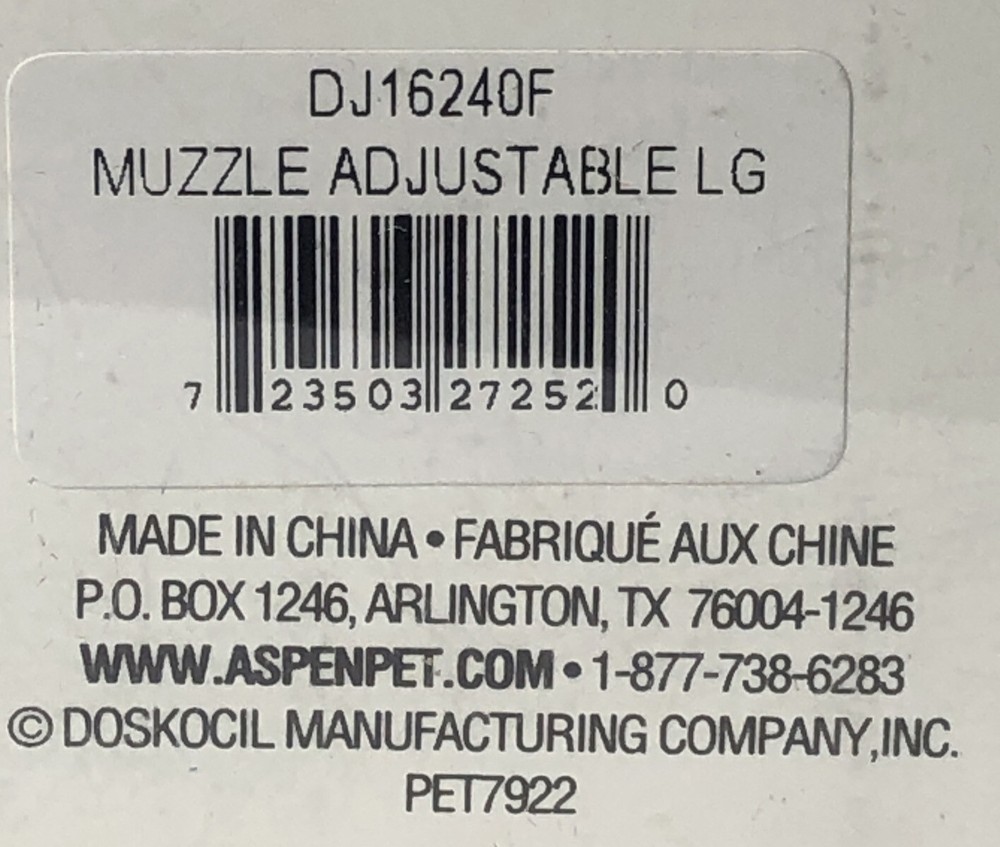 DJ16240F
MUZZLE ADJUSTABLE LG
7 23503 27252 0
MADE IN CHINA • FABRIQUÉ AUX CHINE
P.O. BOX 1246, ARLINGTON, TX 76004-1246
WWW.ASPENPET.COM • 1-877-738-6283
© DOSKOCIL MANUFACTURING COMPANY,INC.
PET7922